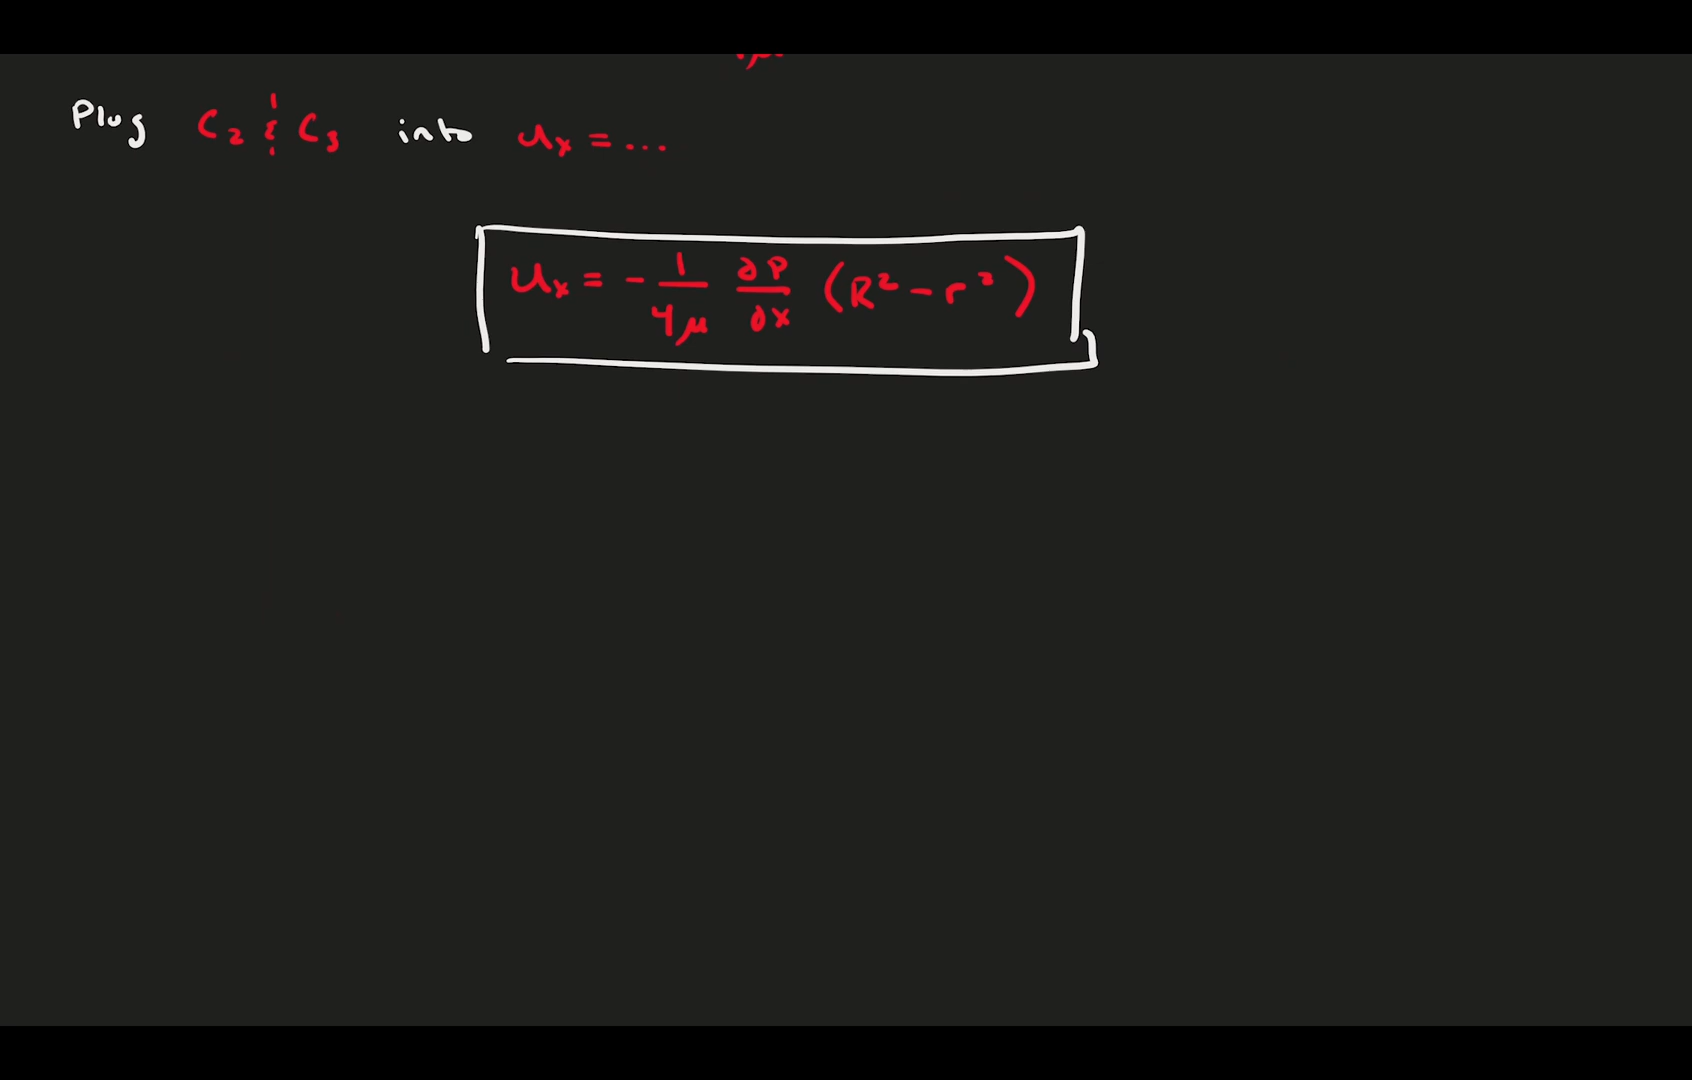 Plug C₂ & C₃ into uₓ = ...
uₓ = - 1/4μ ∂P/∂x (R² - r²)